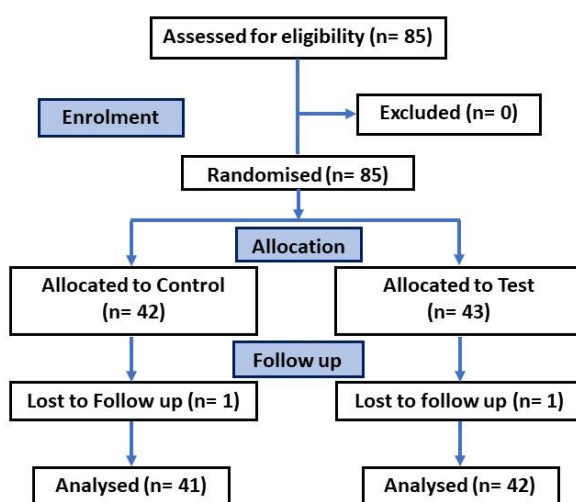 Assessed for eligibility (n= 85)
Enrolment
Excluded (n= 0)
Randomised (n= 85)
Allocation
Allocated to Control
(n= 42)
Allocated to Test
(n= 43)
Follow up
Lost to Follow up (n= 1)
Lost to follow up (n= 1)
Analysed (n= 41)
Analysed (n= 42)